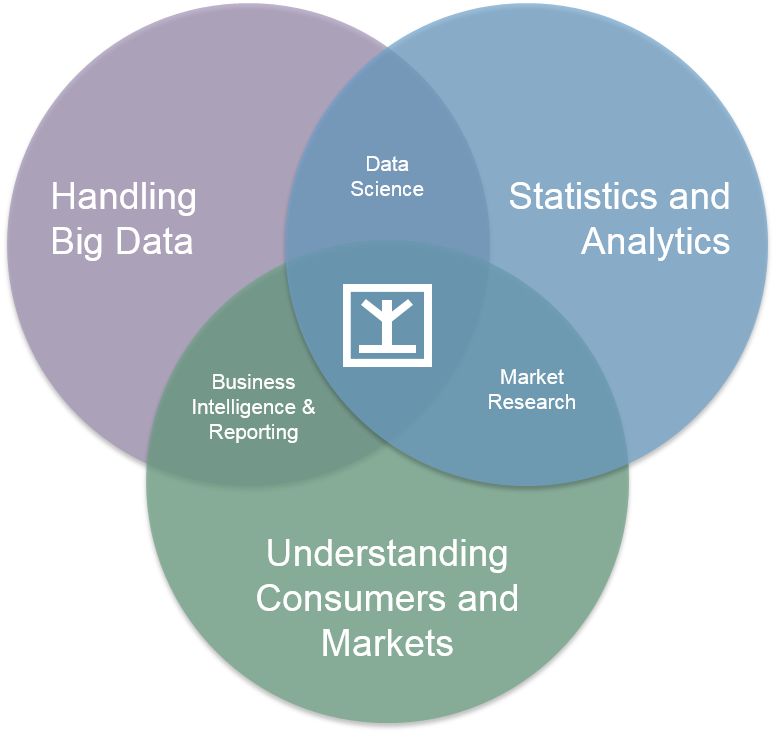 Data
Science
Handling
Big Data
Statistics and
Analytics
Business
Intelligence &
Reporting
Market
Research
Understanding
Consumers and
Markets